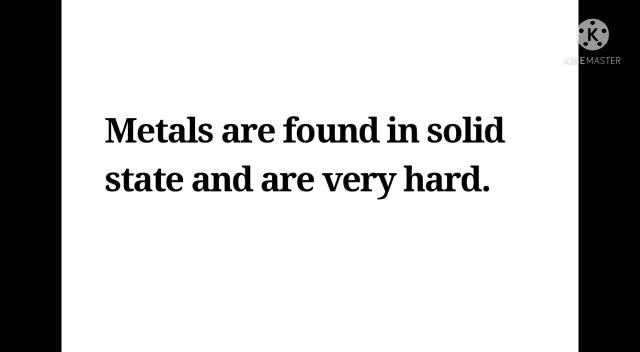 KINEMASTER
Metals are found in solid
state and are very hard.